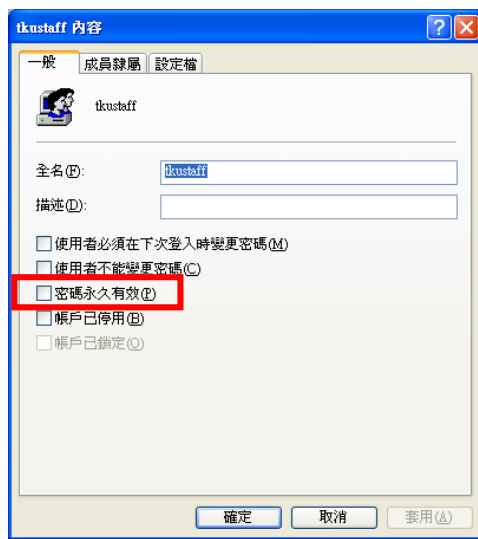 tkustaff 內容
一般 成員隸屬 設定檔
tkustaff
全名(F): tkustaff
描述(D):
使用者必須在下次登入時變更密碼(M)
使用者不能變更密碼(C)
密碼永久有效(P)
帳戶已停用(B)
帳戶已鎖定(O)
確定 取消 套用(A)